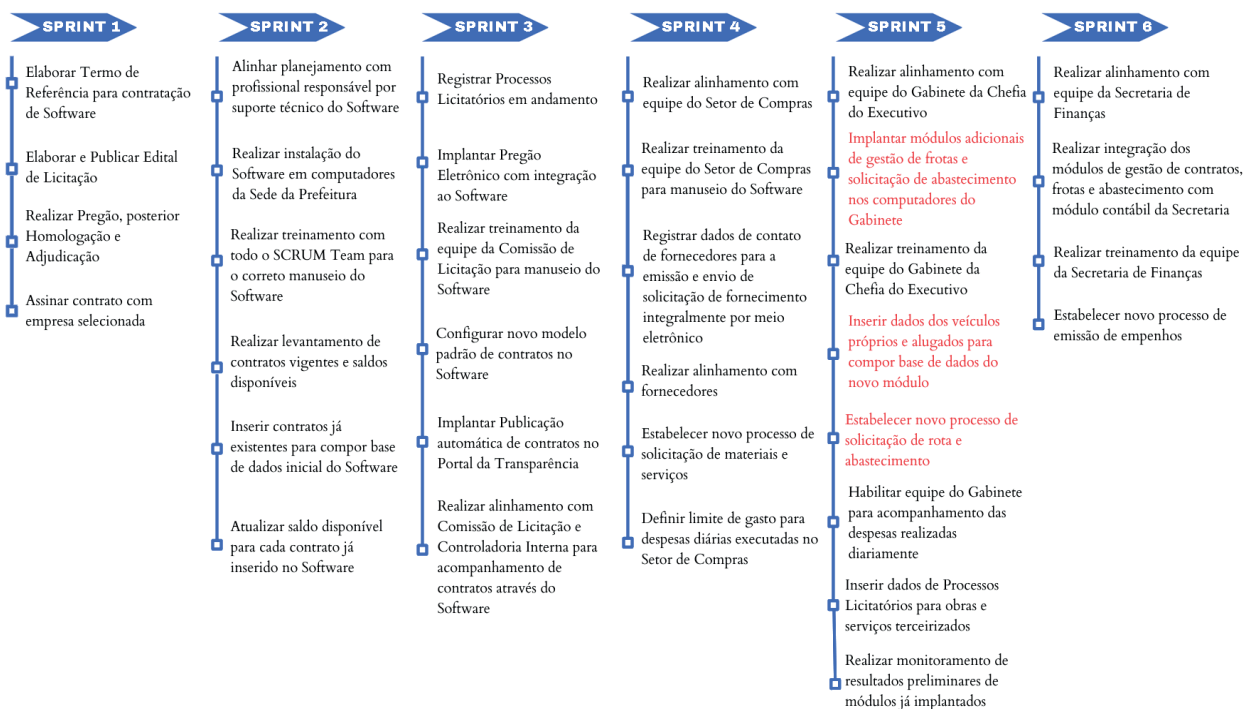 SPRINT 1
Elaborar Termo de
Referência para contratação
de Software
Elaborar e Publicar Edital
de Licitação
Realizar Pregão, posterior
Homologação e
Adjudicação
Assinar contrato com
empresa selecionada
SPRINT 2
Alinhar planejamento com
profissional responsável por
suporte técnico do Software
Realizar instalação do
Software em computadores
da Sede da Prefeitura
Realizar treinamento com
todo o SCRUM Team para
o correto manuseio do
Software
Realizar levantamento de
contratos vigentes e saldos
disponíveis
Inserir contratos já
existentes para compor base
de dados inicial do Software
Atualizar saldo disponível
para cada contrato já
inserido no Software
SPRINT 3
Registrar Processos
Licitatórios em andamento
Implantar Pregão
Eletrônico com integração
ao Software
Realizar treinamento da
equipe da Comissão de
Licitação para manuseio do
Software
Configurar novo modelo
padrão de contratos no
Software
Implantar Publicação
automática de contratos no
Portal da Transparência
Realizar alinhamento com
Comissão de Licitação e
Controladoria Interna para
acompanhamento de
contratos através do
Software
SPRINT 4
Realizar alinhamento com
equipe do Setor de Compras
Realizar treinamento da
equipe do Setor de Compras
para manuseio do Software
Registrar dados de contato
de fornecedores para a
emissão e envio de
solicitação de fornecimento
integralmente por meio
eletrônico
Realizar alinhamento com
fornecedores
Estabelecer novo processo de
solicitação de materiais e
serviços
Definir limite de gasto para
despesas diárias executadas no
Setor de Compras
SPRINT 5
Realizar alinhamento com
equipe do Gabinete da Chefia
do Executivo
Implantar módulos adicionais
de gestão de frotas e
solicitação de abastecimento
nos computadores do
Gabinete
Realizar treinamento da
equipe do Gabinete da
Chefia do Executivo
Inserir dados dos veículos
próprios e alugados para
compor base de dados do
novo módulo
Estabelecer novo processo de
solicitação de rota e
abastecimento
Habilitar equipe do Gabinete
para acompanhamento das
despesas realizadas
diariamente
Inserir dados de Processos
Licitatórios para obras e
serviços terceirizados
Realizar monitoramento de
resultados preliminares de
módulos já implantados
SPRINT 6
Realizar alinhamento com
equipe da Secretaria de
Finanças
Realizar integração dos
módulos de gestão de contratos,
frotas e abastecimento com
módulo contábil da Secretaria
Realizar treinamento da equipe
da Secretaria de Finanças
Estabelecer novo processo de
emissão de empenhos